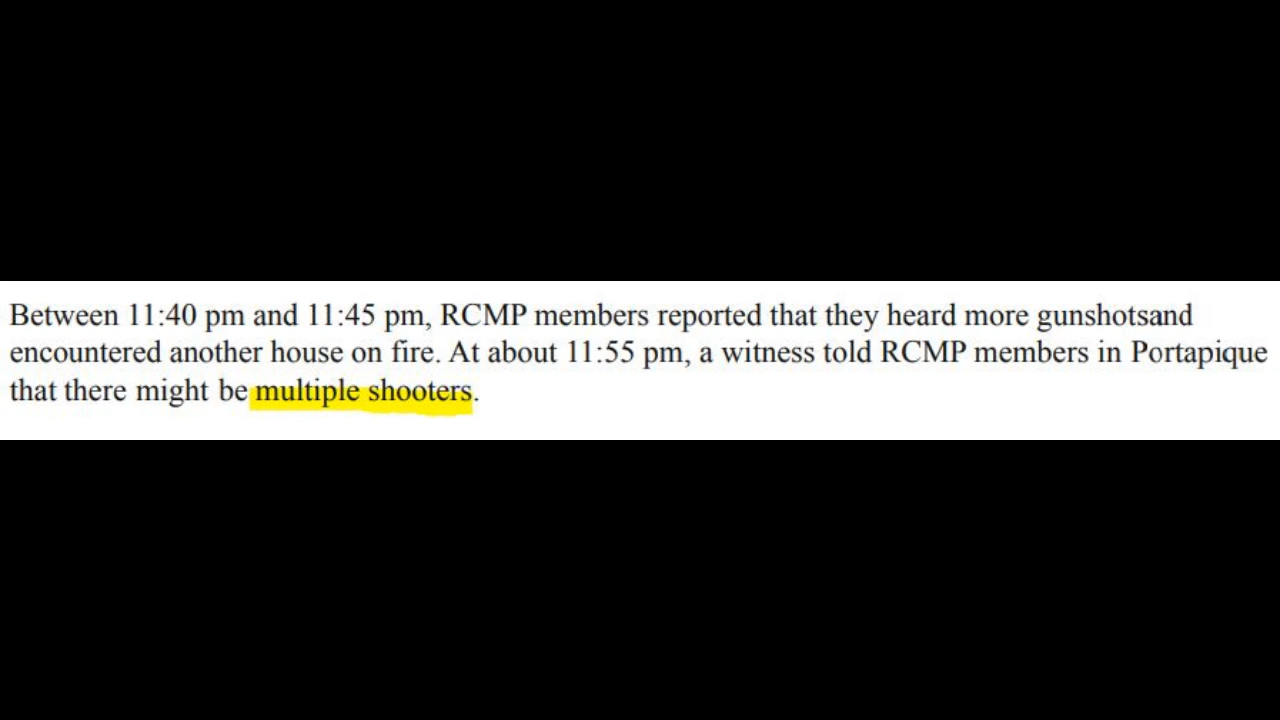 Between 11:40 pm and 11:45 pm, RCMP members reported that they heard more gunshotsand
encountered another house on fire. At about 11:55 pm, a witness told RCMP members in Portapique
that there might be multiple shooters.